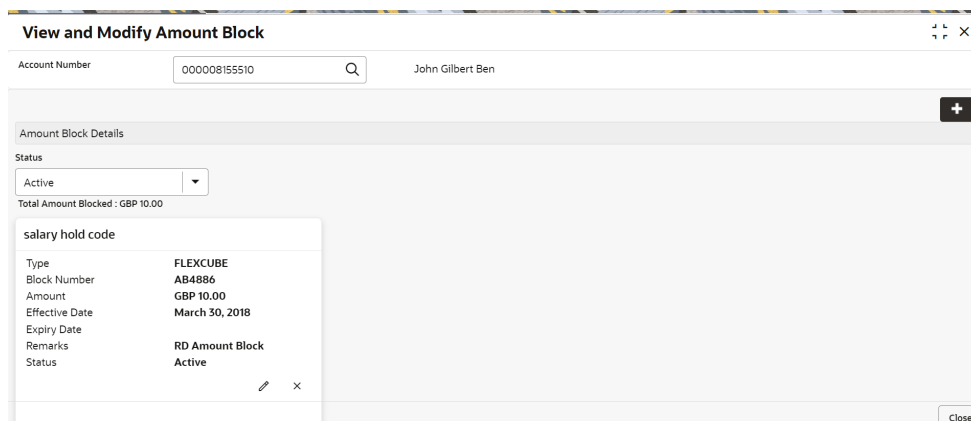 View and Modify Amount Block
Account Number
000008155510
John Gilbert Ben
Amount Block Details
Status
Active
Total Amount Blocked : GBP 10.00
salary hold code
Type FLEXCUBE
Block Number AB4886
Amount GBP 10.00
Effective Date March 30, 2018
Expiry Date
Remarks RD Amount Block
Status Active
Close